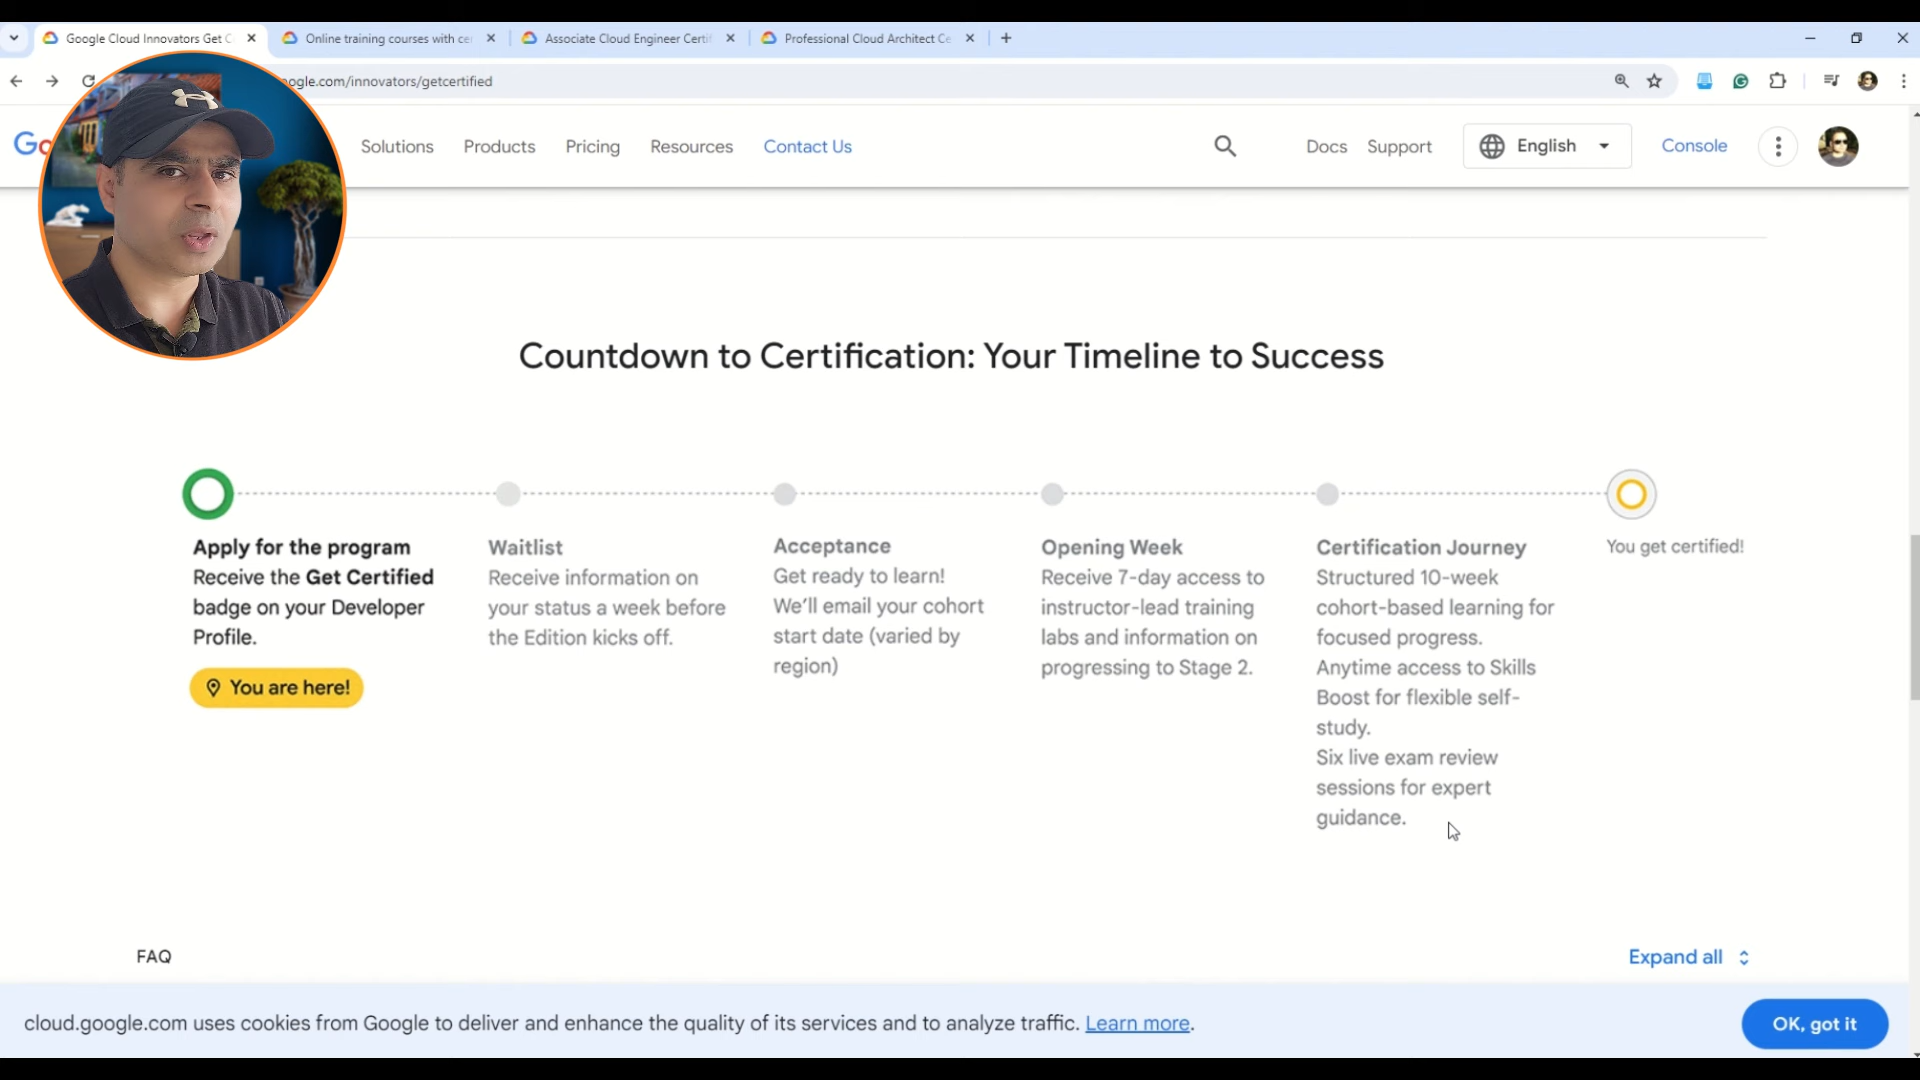 Google Cloud Innovators Get C
Online training courses with cer
Associate Cloud Engineer Certif
Professional Cloud Architect Ce
oogle.com/innovators/getcertified
Go
Solutions
Products
Pricing
Resources
Contact Us
Docs
Support
English
Console
Countdown to Certification: Your Timeline to Success
Apply for the program
Receive the Get Certified
badge on your Developer
Profile.
You are here!
Waitlist
Receive information on
your status a week before
the Edition kicks off.
Acceptance
Get ready to learn!
We'll email your cohort
start date (varied by
region)
Opening Week
Receive 7-day access to
instructor-lead training
labs and information on
progressing to Stage 2.
Certification Journey
Structured 10-week
cohort-based learning for
focused progress.
Anytime access to Skills
Boost for flexible self-
study.
Six live exam review
sessions for expert
guidance.
You get certified!
FAQ
Expand all
cloud.google.com uses cookies from Google to deliver and enhance the quality of its services and to analyze traffic. Learn more.
OK, got it